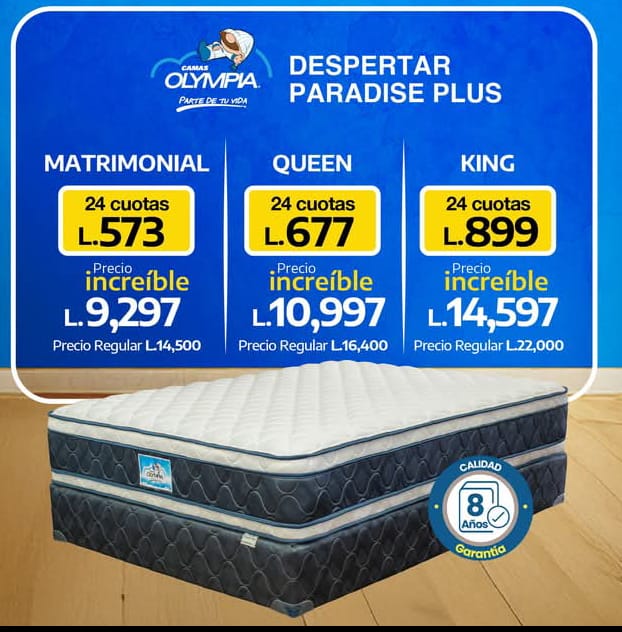 CAMAS
OLYMPIA
PARTE DE TU VIDA
DESPERTAR
PARADISE PLUS
MATRIMONIAL
24 cuotas
L.573
Precio
increíble
L.9,297
Precio Regular L.14,500
QUEEN
24 cuotas
L.677
Precio
increíble
L.10,997
Precio Regular L.16,400
KING
24 cuotas
L.899
Precio
increíble
L.14,597
Precio Regular L.22,000
OLYMPIA
CALIDAD
8
Años
Garantía